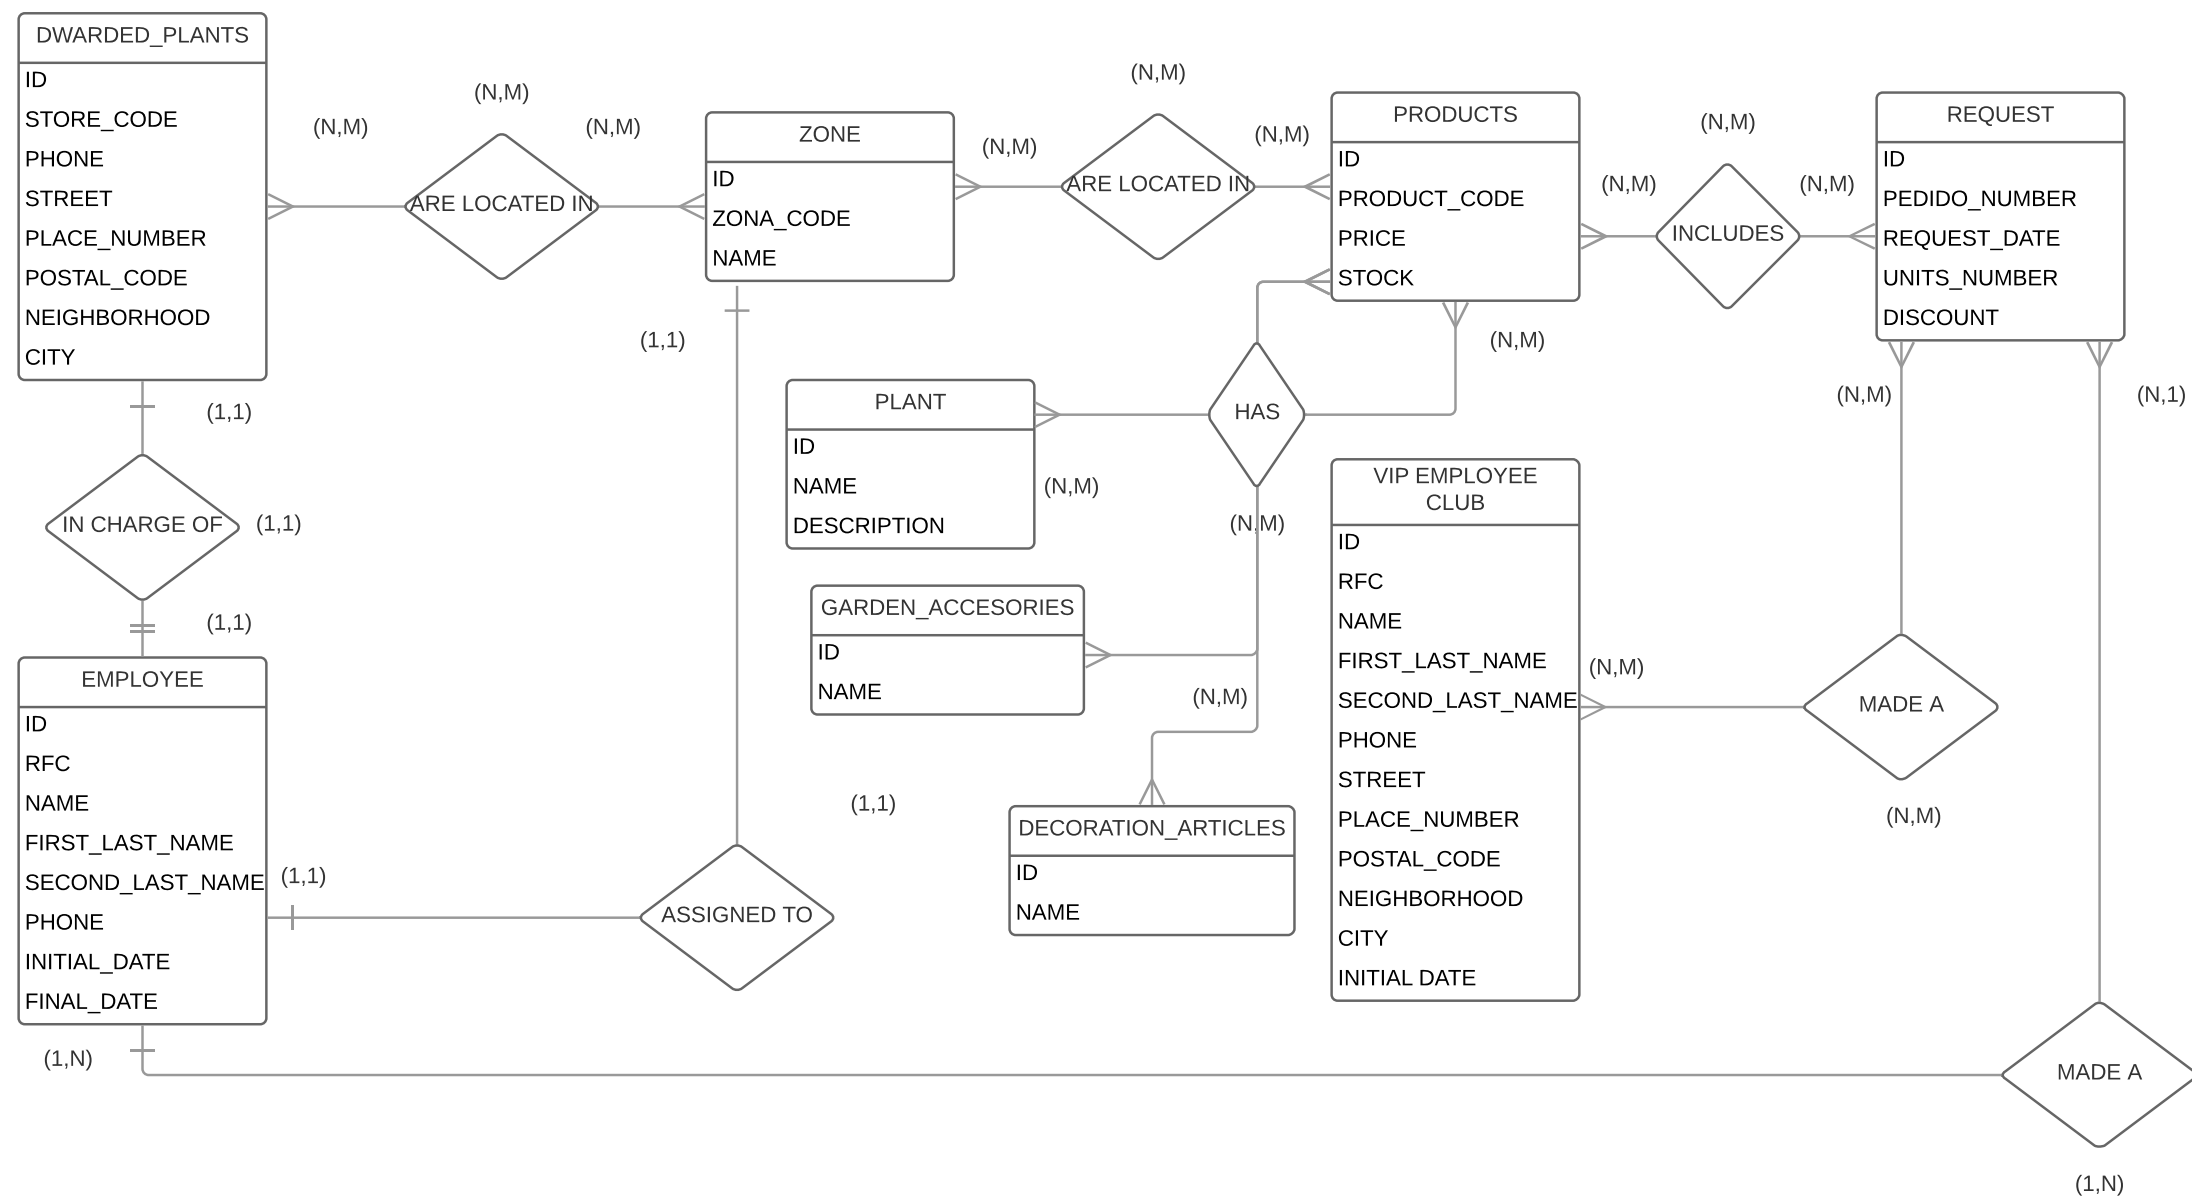 DWARDED_PLANTS
ID
STORE_CODE
PHONE
STREET
PLACE_NUMBER
POSTAL_CODE
NEIGHBORHOOD
CITY
(N,M)
(N,M)
(N,M)
ARE LOCATED IN
ZONE
ID
ZONA_CODE
NAME
(N,M)
(N,M)
(N,M)
ARE LOCATED IN
PRODUCTS
ID
PRODUCT_CODE
PRICE
STOCK
(N,M)
(N,M)
(N,M)
INCLUDES
REQUEST
ID
PEDIDO_NUMBER
REQUEST_DATE
UNITS_NUMBER
DISCOUNT
(1,1)
(N,M)
(N,M)
(N,1)
(1,1)
IN CHARGE OF
(1,1)
(1,1)
PLANT
ID
NAME
DESCRIPTION
(N,M)
HAS
(N,M)
GARDEN_ACCESORIES
ID
NAME
(N,M)
DECORATION_ARTICLES
ID
NAME
VIP EMPLOYEE
CLUB
ID
RFC
NAME
FIRST_LAST_NAME
SECOND_LAST_NAME
PHONE
STREET
PLACE_NUMBER
POSTAL_CODE
NEIGHBORHOOD
CITY
INITIAL DATE
(N,M)
MADE A
(N,M)
EMPLOYEE
ID
RFC
NAME
FIRST_LAST_NAME
SECOND_LAST_NAME
PHONE
INITIAL_DATE
FINAL_DATE
(1,1)
(1,1)
ASSIGNED TO
(1,N)
MADE A
(1,N)